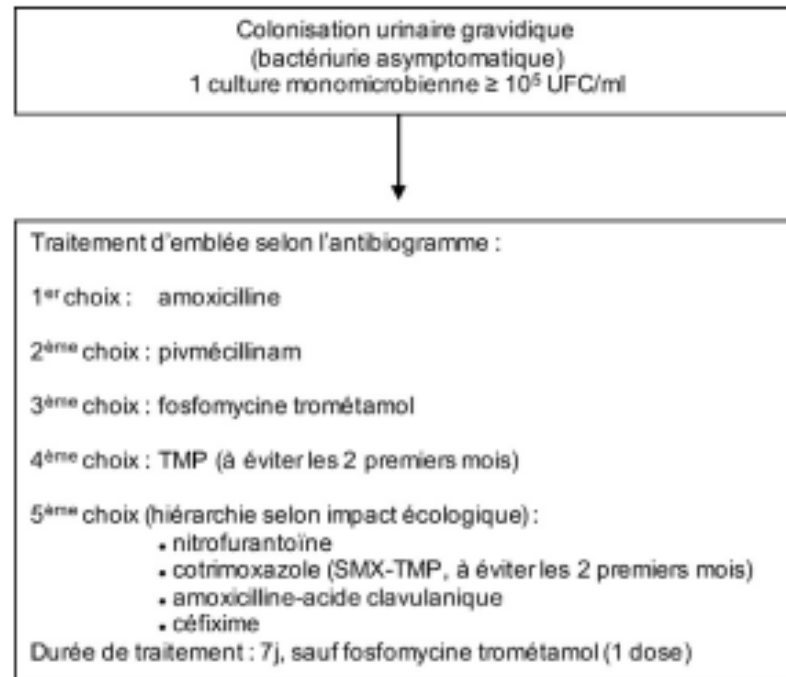 Colonisation urinaire gravidique
(bactériurie asymptomatique)
1 culture monomicrobienne ≥ 10⁵ UFC/ml
Traitement d'emblée selon l'antibiogramme :
1er choix : amoxicilline
2ème choix : pivmécillinam
3ème choix : fosfomycine trométamol
4ème choix : TMP (à éviter les 2 premiers mois)
5ème choix (hiérarchie selon impact écologique) :
• nitrofurantoïne
• cotrimoxazole (SMX-TMP, à éviter les 2 premiers mois)
• amoxicilline-acide clavulanique
• céfixime
Durée de traitement : 7j, sauf fosfomycine trométamol (1 dose)